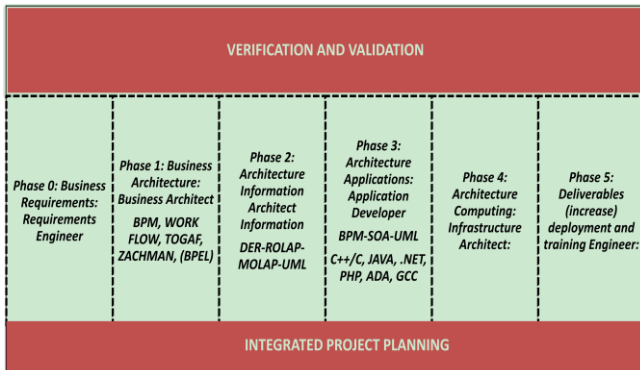 VERIFICATION AND VALIDATION
Phase 0: Business
Requirements:
Requirements
Engineer
Phase 1: Business
Architecture:
Business Architect
BPM, WORK
FLOW, TOGAF,
ZACHMAN, (BPEL)
Phase 2:
Architecture
Information
Architect
Information
DER-ROLAP-
MOLAP-UML
Phase 3:
Architecture
Applications:
Application
Developer
BPM-SOA-UML
C++/C, JAVA, .NET,
PHP, ADA, GCC
Phase 4:
Architecture
Computing:
Infrastructure
Architect:
Phase 5:
Deliverables
(increase)
deployment and
training Engineer:
INTEGRATED PROJECT PLANNING